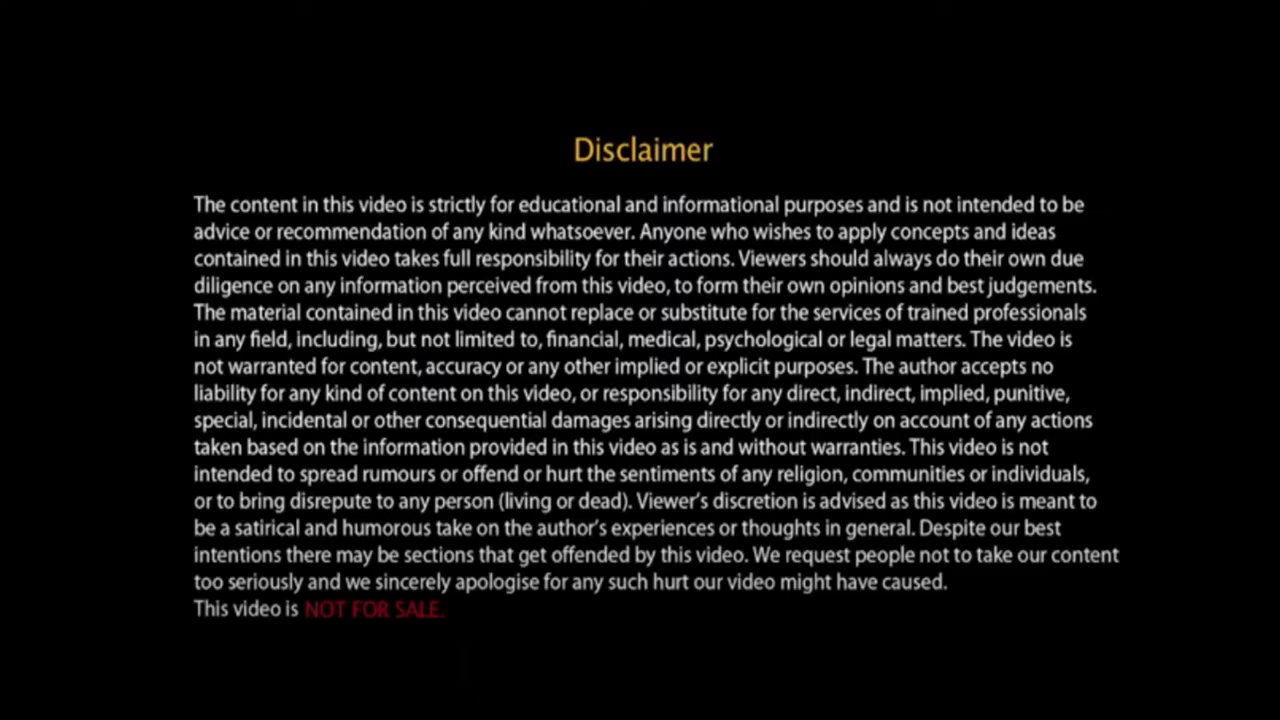 Disclaimer
The content in this video is strictly for educational and informational purposes and is not intended to be
advice or recommendation of any kind whatsoever. Anyone who wishes to apply concepts and ideas
contained in this video takes full responsibility for their actions. Viewers should always do their own due
diligence on any information perceived from this video, to form their own opinions and best judgements.
The material contained in this video cannot replace or substitute for the services of trained professionals
in any field, including, but not limited to, financial, medical, psychological or legal matters. The video is
not warranted for content, accuracy or any other implied or explicit purposes. The author accepts no
liability for any kind of content on this video, or responsibility for any direct, indirect, implied, punitive,
special, incidental or other consequential damages arising directly or indirectly on account of any actions
taken based on the information provided in this video as is and without warranties. This video is not
intended to spread rumours or offend or hurt the sentiments of any religion, communities or individuals,
or to bring disrepute to any person (living or dead). Viewer's discretion is advised as this video is meant to
be a satirical and humorous take on the author's experiences or thoughts in general. Despite our best
intentions there may be sections that get offended by this video. We request people not to take our content
too seriously and we sincerely apologise for any such hurt our video might have caused.
This video is NOT FOR SALE.